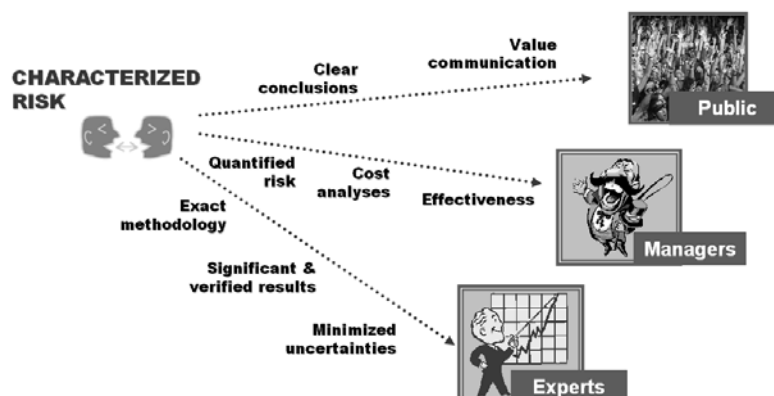 CHARACTERIZED
RISK
Clear
conclusions
Value
communication
Public
Quantified
risk
Cost
analyses
Effectiveness
Managers
Exact
methodology
Significant &
verified results
Minimized
uncertainties
Experts